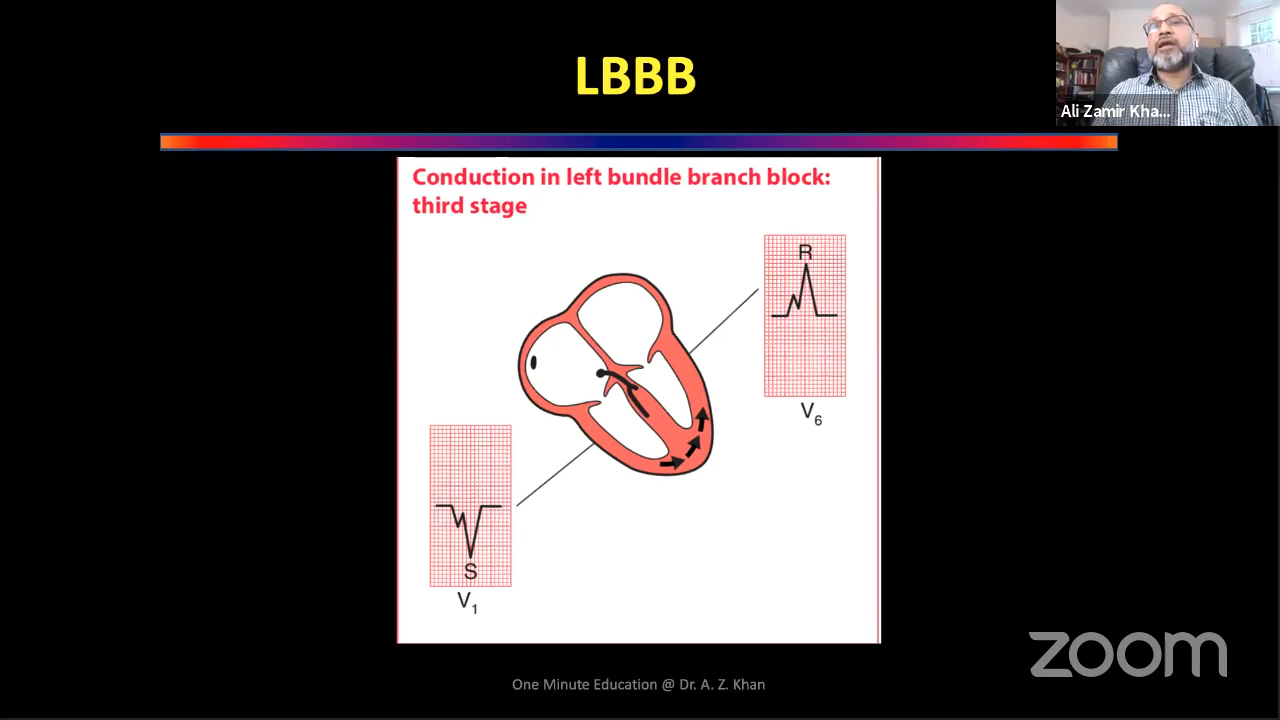 LBBB
Ali Zamir Kha...
Conduction in left bundle branch block:
third stage
R
V6
S
V1
zoom
One Minute Education @ Dr. A. Z. Khan